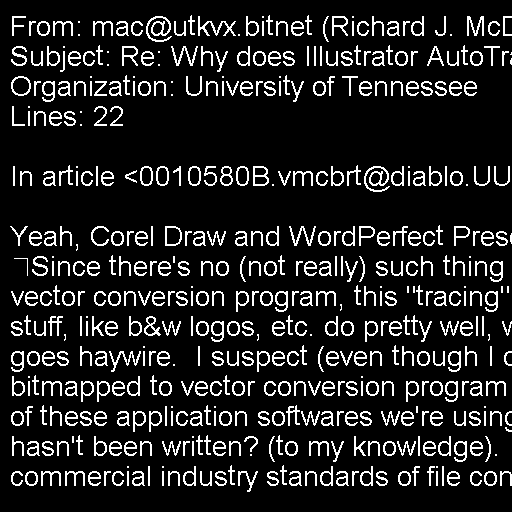 From: mac@utkvx.bitnet (Richard J. McD
Subject: Re: Why does Illustrator AutoTra
Organization: University of Tennessee
Lines: 22
In article <0010580B.vmcbrt@diablo.UU
Yeah, Corel Draw and WordPerfect Prese
Since there's no (not really) such thing
vector conversion program, this "tracing"
stuff, like b&w logos, etc. do pretty well, w
goes haywire.  I suspect (even though I c
bitmapped to vector conversion program
of these application softwares we're using
hasn't been written? (to my knowledge).
commercial industry standards of file con